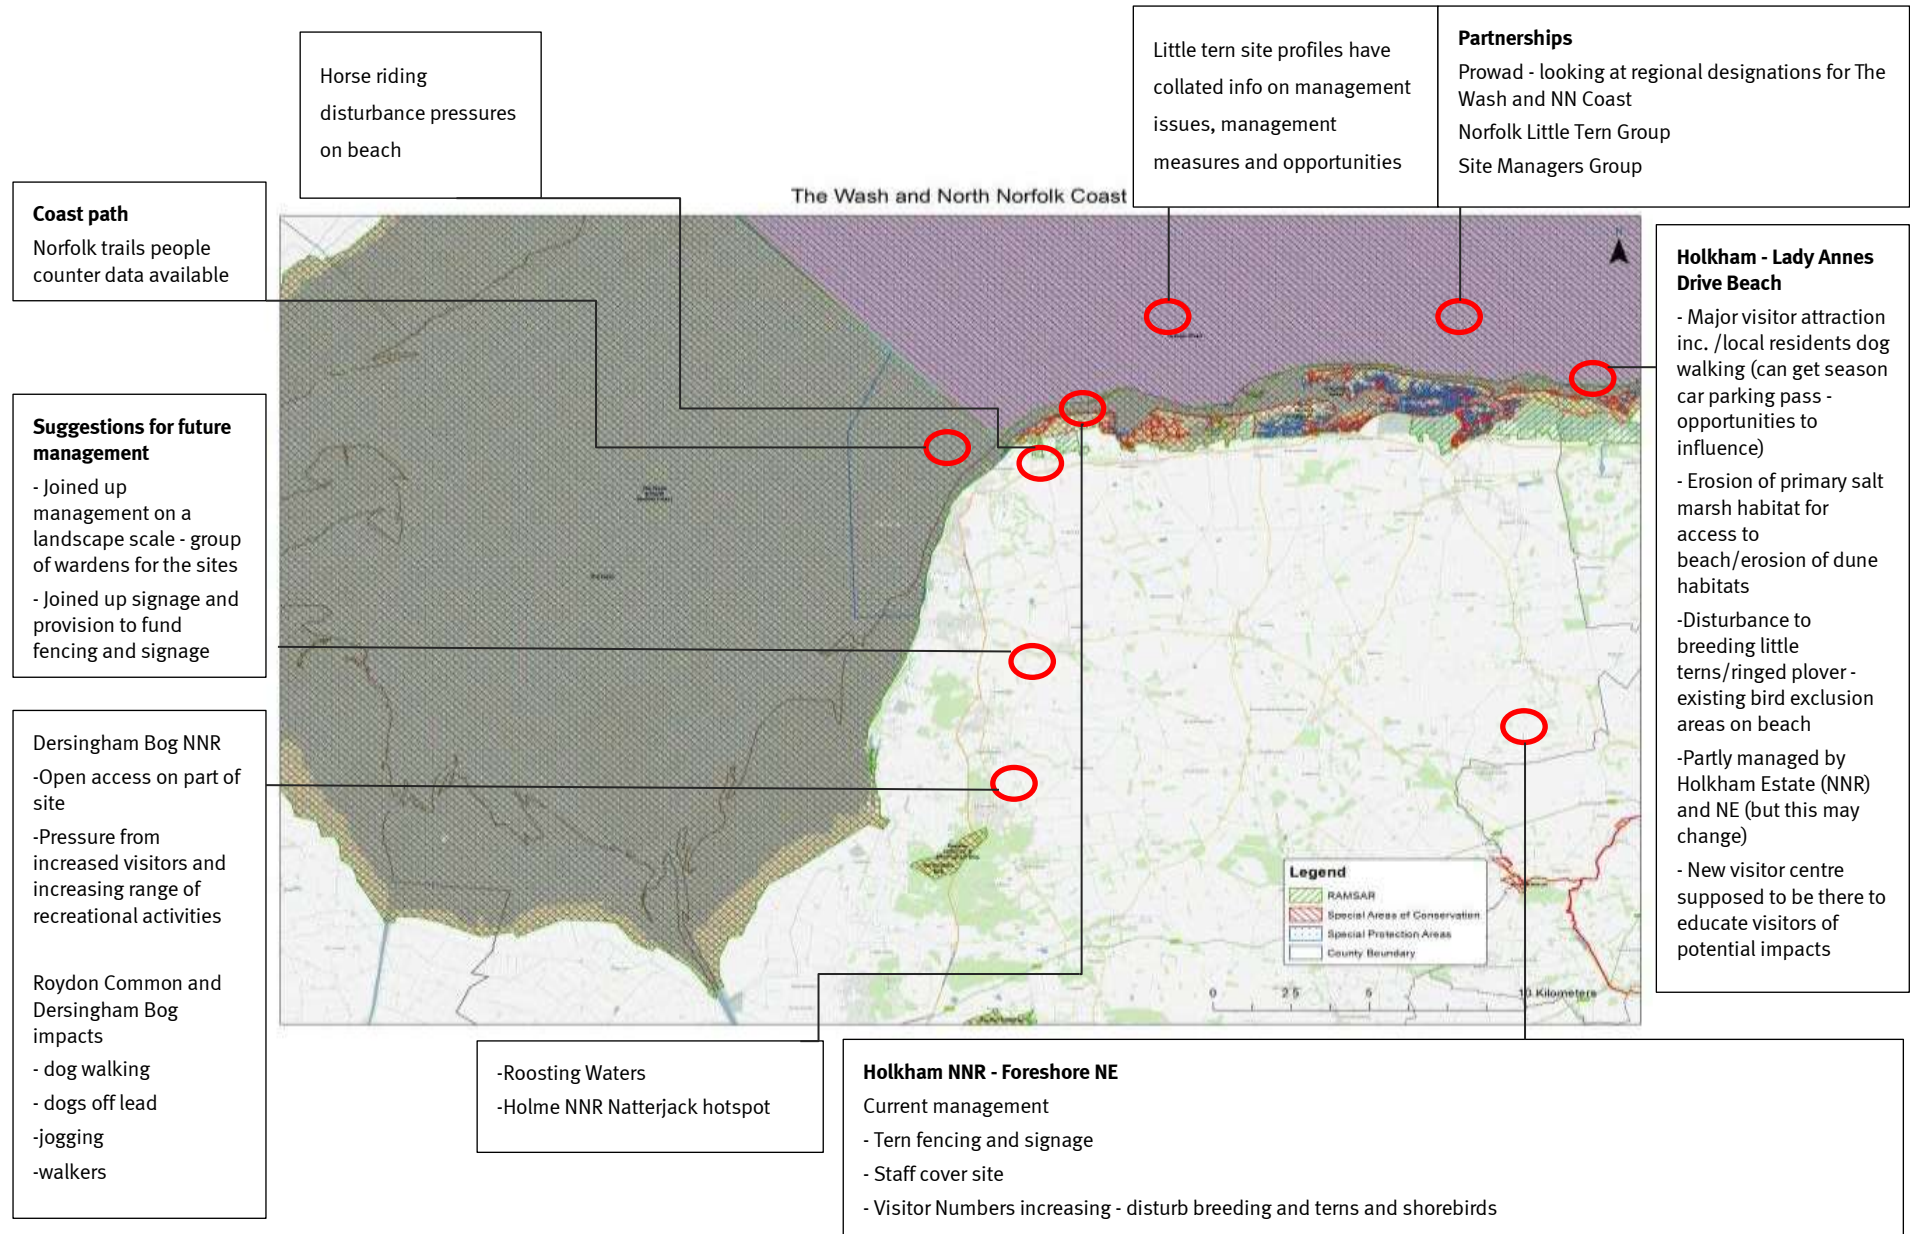 Horse riding
disturbance pressures
on beach
Little tern site profiles have
collated info on management
issues, management
measures and opportunities
Partnerships
Prowad - looking at regional designations for The
Wash and NN Coast
Norfolk Little Tern Group
Site Managers Group
Coast path
Norfolk trails people
counter data available
The Wash and North Norfolk Coast
N
Holkham - Lady Annes
Drive Beach
- Major visitor attraction
inc. /local residents dog
walking (can get season
car parking pass -
opportunities to
influence)
- Erosion of primary salt
marsh habitat for
access to
beach/erosion of dune
habitats
-Disturbance to
breeding little
terns/ringed plover -
existing bird exclusion
areas on beach
-Partly managed by
Holkham Estate (NNR)
and NE (but this may
change)
- New visitor centre
supposed to be there to
educate visitors of
potential impacts
Suggestions for future
management
- Joined up
management on a
landscape scale - group
of wardens for the sites
- Joined up signage and
provision to fund
fencing and signage
Dersingham Bog NNR
-Open access on part of
site
-Pressure from
increased visitors and
increasing range of
recreational activities
Roydon Common and
Dersingham Bog
impacts
- dog walking
- dogs off lead
-jogging
-walkers
Legend
RAMSAR
Special Areas of Conservation
Special Protection Areas
County Boundary
0 2.5 5 10 Kilometers
-Roosting Waters
-Holme NNR Natterjack hotspot
Holkham NNR - Foreshore NE
Current management
- Tern fencing and signage
- Staff cover site
- Visitor Numbers increasing - disturb breeding and terns and shorebirds